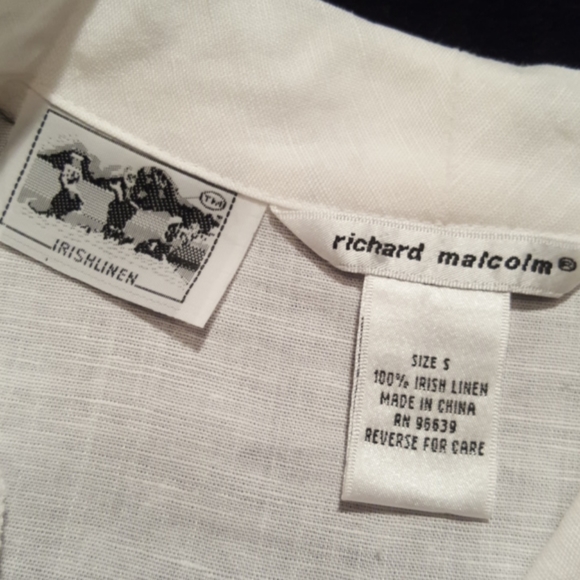 TM
IRISHLINEN
richard malcolm®
SIZE S
100% IRISH LINEN
MADE IN CHINA
RN 96639
REVERSE FOR CARE